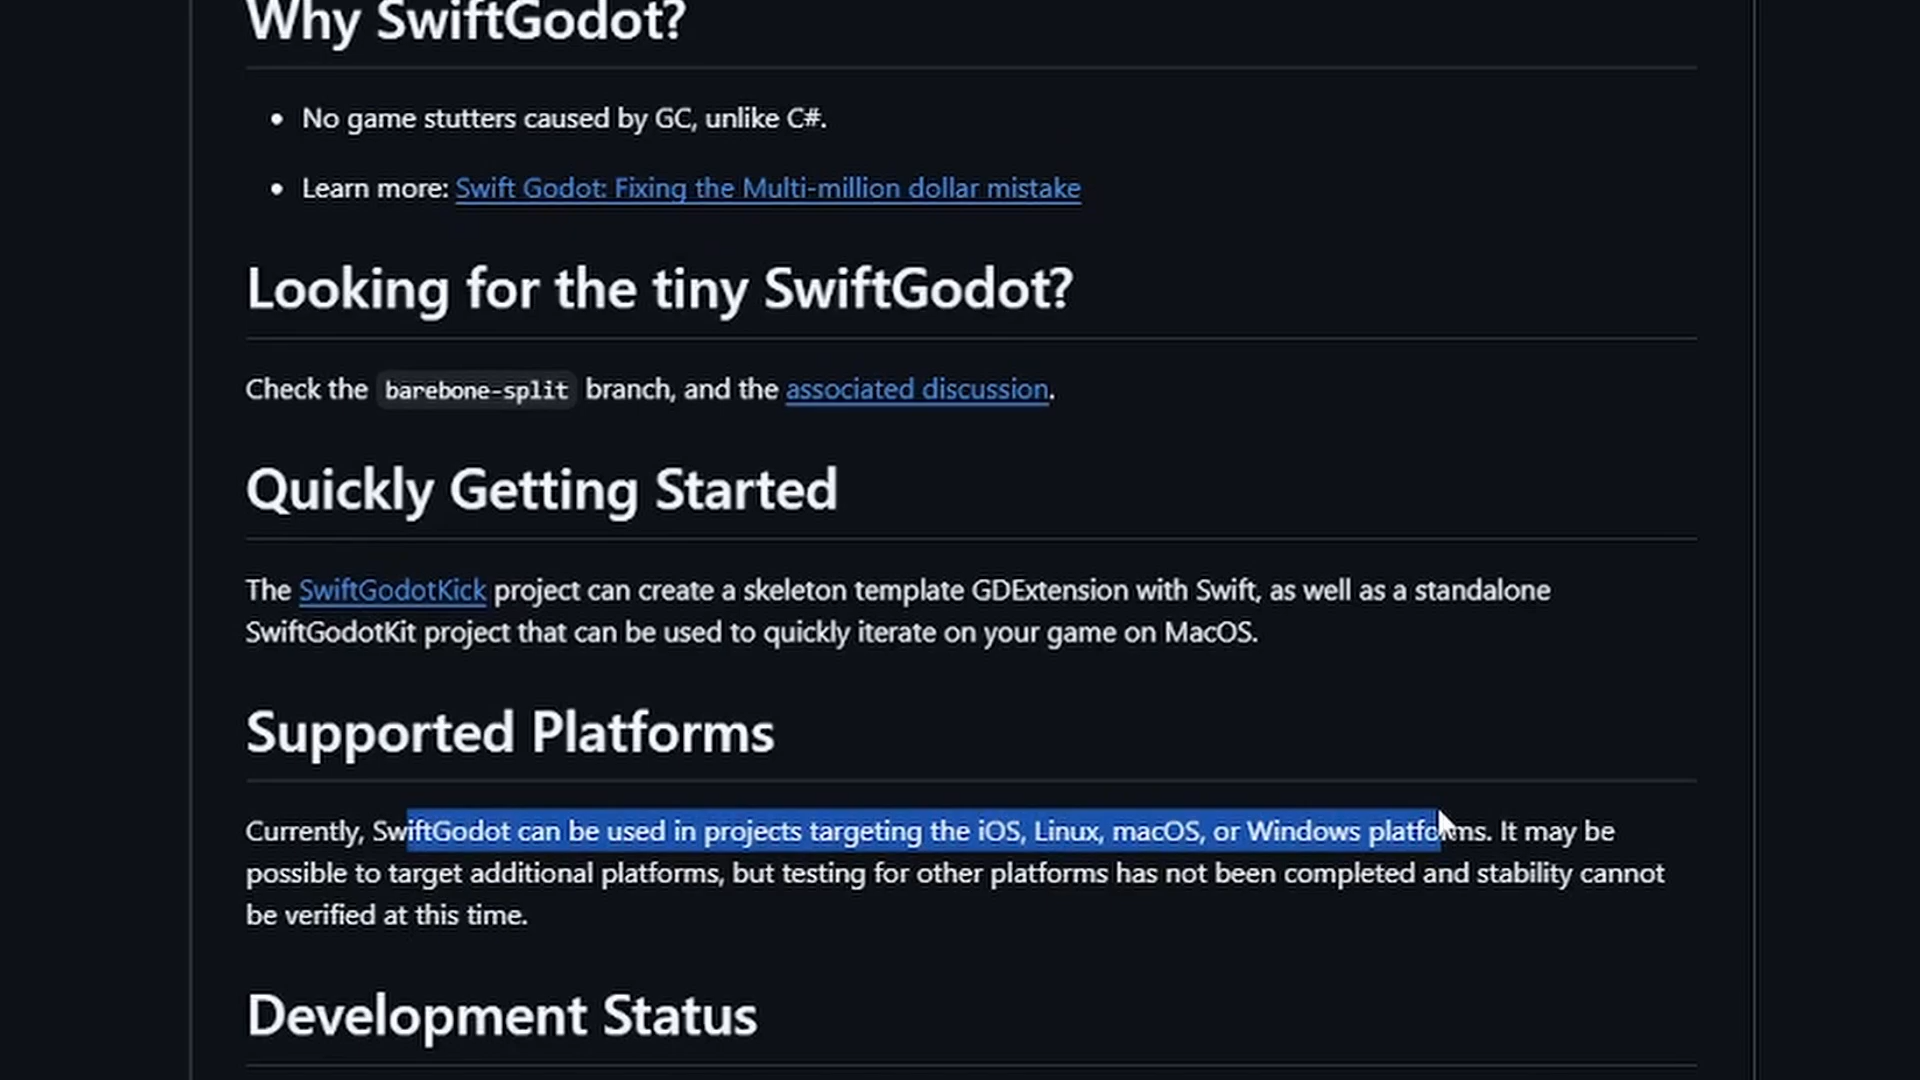 Why SwiftGodot?
No game stutters caused by GC, unlike C#.
Learn more: Swift Godot: Fixing the Multi-million dollar mistake
Looking for the tiny SwiftGodot?
Check the barebone-split branch, and the associated discussion.
Quickly Getting Started
The SwiftGodotKick project can create a skeleton template GDExtension with Swift, as well as a standalone
SwiftGodotKit project that can be used to quickly iterate on your game on MacOS.
Supported Platforms
Currently, SwiftGodot can be used in projects targeting the iOS, Linux, macOS, or Windows platforms. It may be
possible to target additional platforms, but testing for other platforms has not been completed and stability cannot
be verified at this time.
Development Status